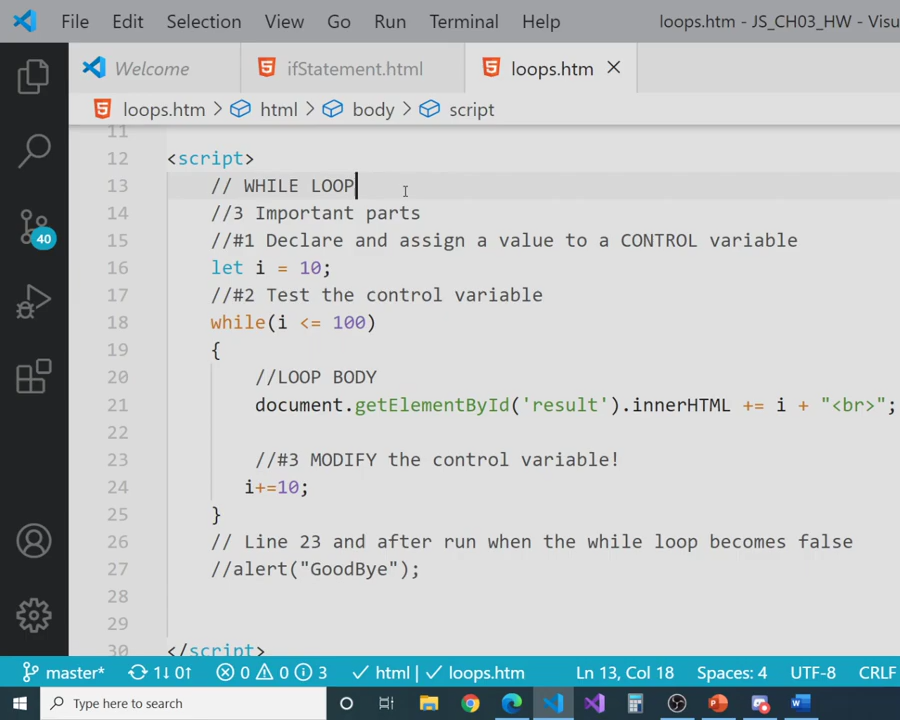 File Edit Selection View Go Run Terminal Help loops.htm - JS_CH03_HW - Visu
Welcome ifStatement.html loops.htm
loops.htm > html > body > script
11
12 <script>
13 // WHILE LOOP
14 //3 Important parts
15 //#1 Declare and assign a value to a CONTROL variable
16 let i = 10;
17 //#2 Test the control variable
18 while(i <= 100)
19 {
20 //LOOP BODY
21 document.getElementById('result').innerHTML += i + "<br>";
22
23 //#3 MODIFY the control variable!
24 i+=10;
25 }
26 // Line 23 and after run when the while loop becomes false
27 //alert("GoodBye");
28
29
30 </script>
40
master* 1↓ 0↑ 0 0 3 html | loops.htm Ln 13, Col 18 Spaces: 4 UTF-8 CRLF
Type here to search